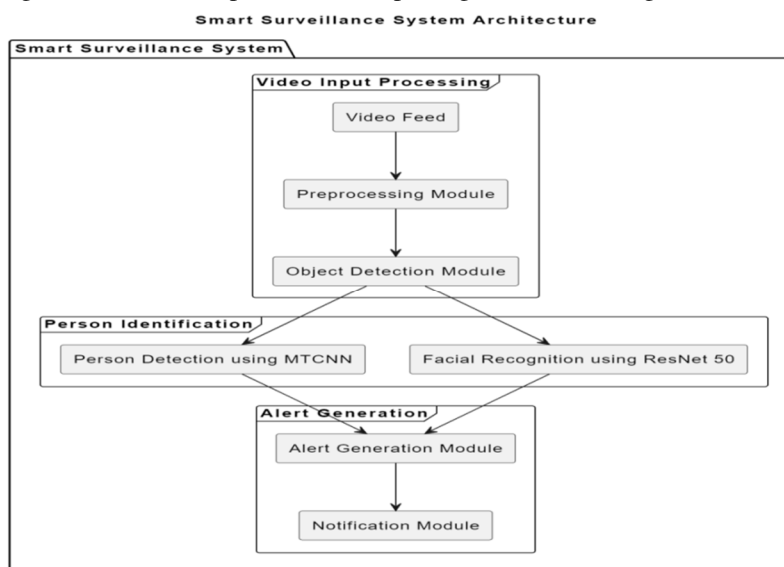 Smart Surveillance System Architecture
Smart Surveillance System
Video Input Processing
Video Feed
Preprocessing Module
Object Detection Module
Person Identification
Person Detection using MTCNN
Facial Recognition using ResNet 50
Alert Generation
Alert Generation Module
Notification Module